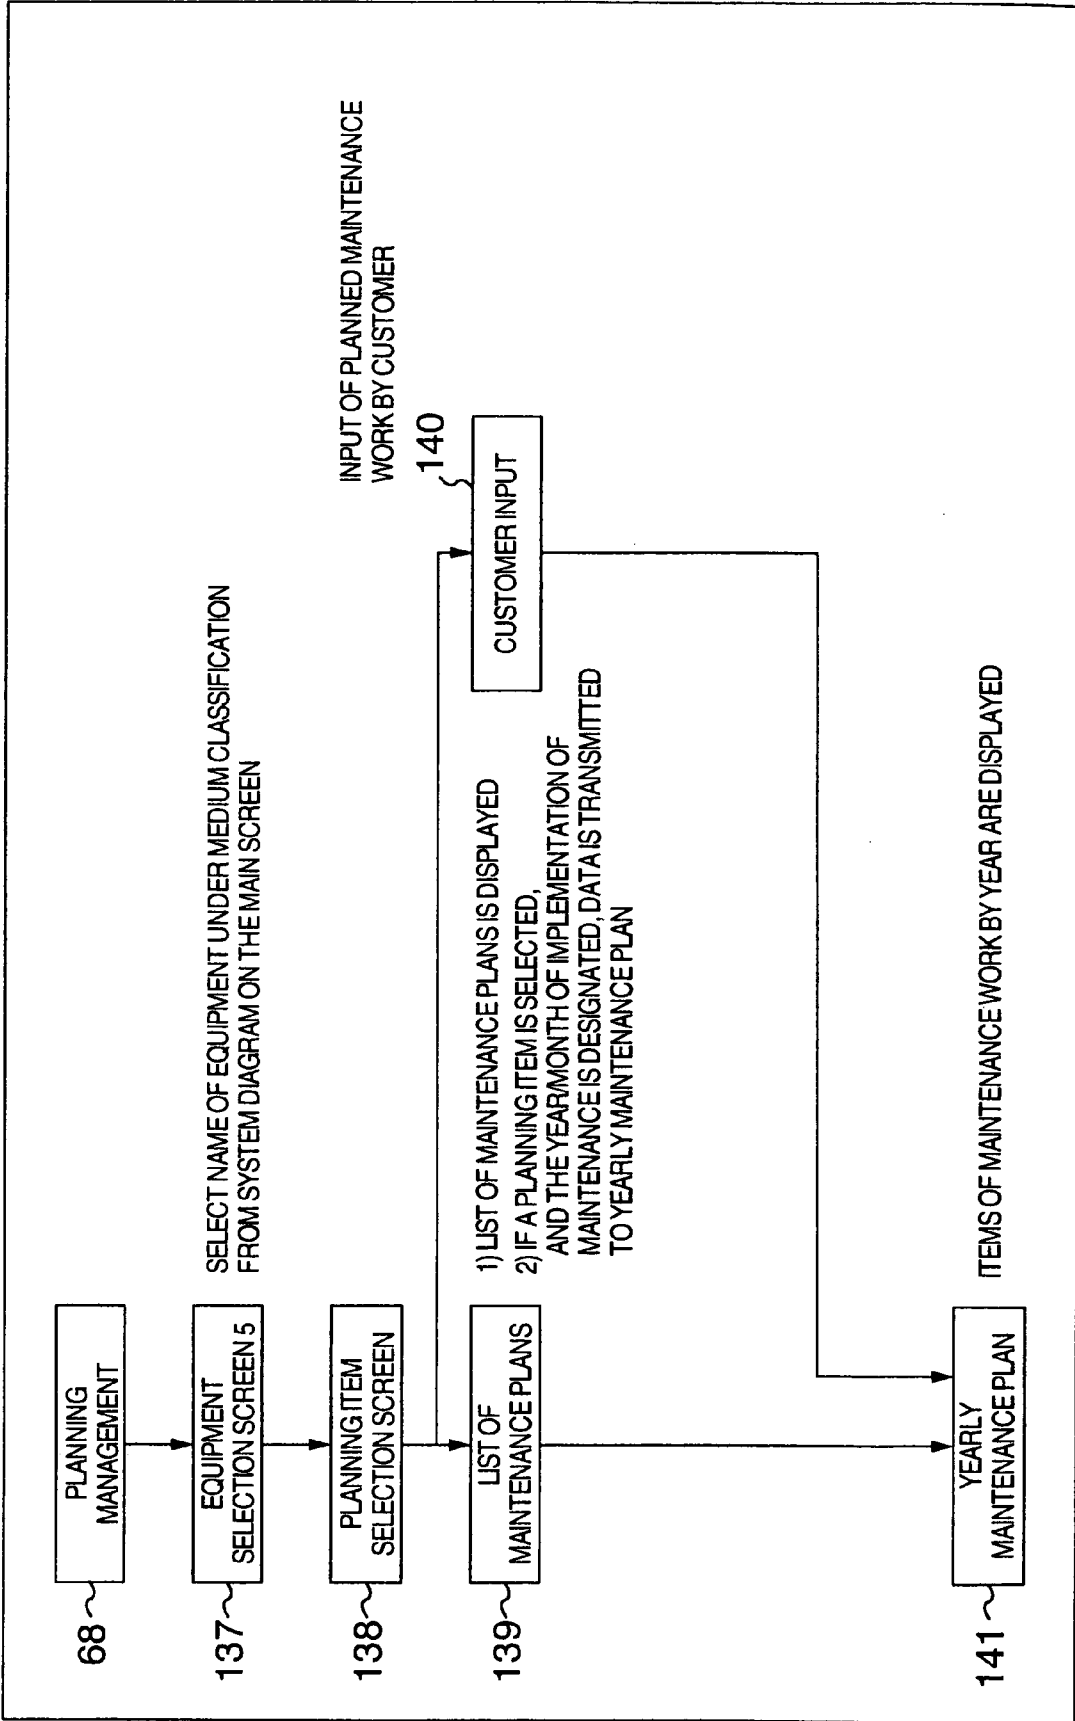 68
PLANNING
MANAGEMENT
137
EQUIPMENT
SELECTION SCREEN 5
SELECT NAME OF EQUIPMENT UNDER MEDIUM CLASSIFICATION
FROM SYSTEM DIAGRAM ON THE MAIN SCREEN
138
PLANNING ITEM
SELECTION SCREEN
INPUT OF PLANNED MAINTENANCE
WORK BY CUSTOMER
139
LIST OF
MAINTENANCE PLANS
1) LIST OF MAINTENANCE PLANS IS DISPLAYED
2) IF A PLANNING ITEM IS SELECTED,
AND THE YEAR/MONTH OF IMPLEMENTATION OF
MAINTENANCE IS DESIGNATED, DATA IS TRANSMITTED
TO YEARLY MAINTENANCE PLAN
140
CUSTOMER INPUT
141
YEARLY
MAINTENANCE PLAN
ITEMS OF MAINTENANCE WORK BY YEAR ARE DISPLAYED